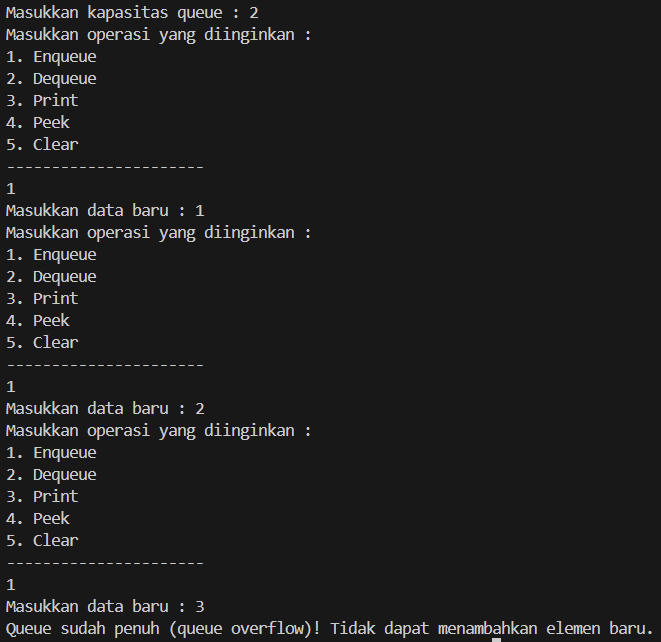 Masukkan kapasitas queue : 2
Masukkan operasi yang diinginkan :
1. Enqueue
2. Dequeue
3. Print
4. Peek
5. Clear
----------------------
1
Masukkan data baru : 1
Masukkan operasi yang diinginkan :
1. Enqueue
2. Dequeue
3. Print
4. Peek
5. Clear
----------------------
1
Masukkan data baru : 2
Masukkan operasi yang diinginkan :
1. Enqueue
2. Dequeue
3. Print
4. Peek
5. Clear
----------------------
1
Masukkan data baru : 3
Queue sudah penuh (queue overflow)! Tidak dapat menambahkan elemen baru.